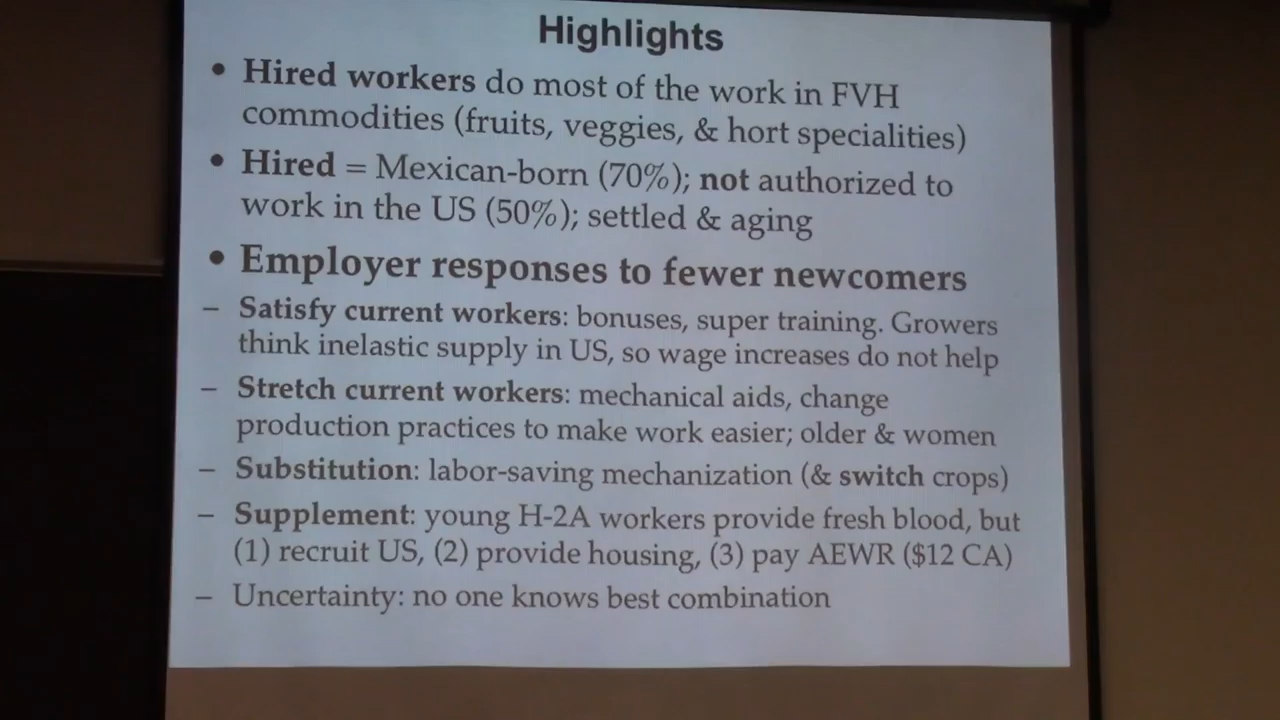 Highlights
• Hired workers do most of the work in FVH
commodities (fruits, veggies, & hort specialities)
• Hired = Mexican-born (70%); not authorized to
work in the US (50%); settled & aging
• Employer responses to fewer newcomers
– Satisfy current workers: bonuses, super training. Growers
think inelastic supply in US, so wage increases do not help
– Stretch current workers: mechanical aids, change
production practices to make work easier; older & women
– Substitution: labor-saving mechanization (& switch crops)
– Supplement: young H-2A workers provide fresh blood, but
(1) recruit US, (2) provide housing, (3) pay AEWR ($12 CA)
– Uncertainty: no one knows best combination